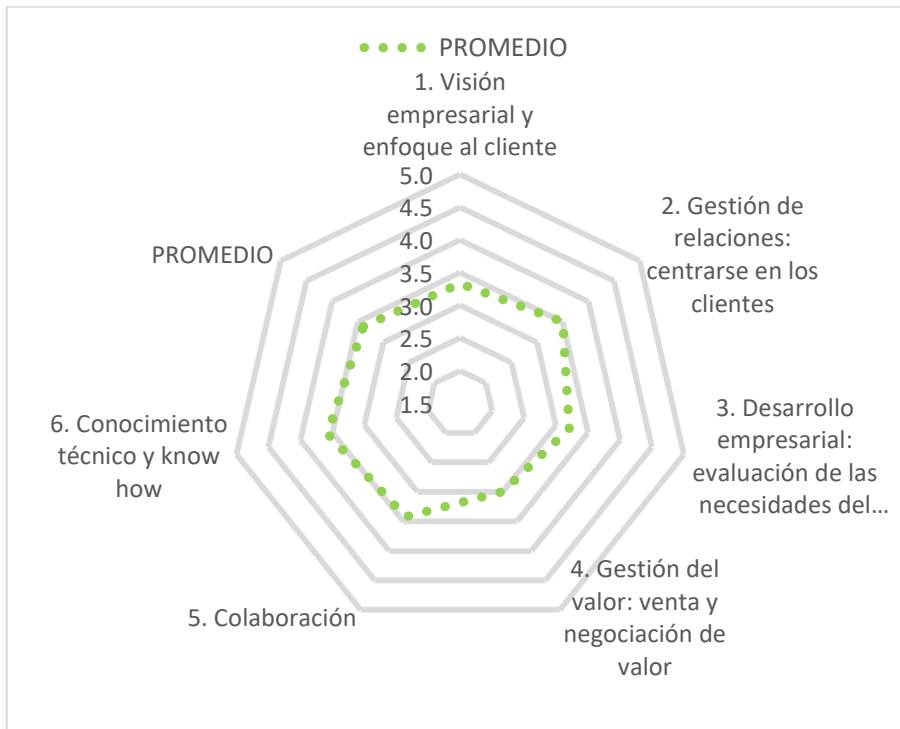 PROMEDIO
1. Visión
empresarial y
enfoque al cliente
5.0
4.5
4.0
3.5
3.0
2.5
2.0
1.5
2. Gestión de
relaciones:
centrarse en los
clientes
3. Desarrollo
empresarial:
evaluación de las
necesidades del...
4. Gestión del
valor: venta y
negociación de
valor
5. Colaboración
6. Conocimiento
técnico y know
how
PROMEDIO